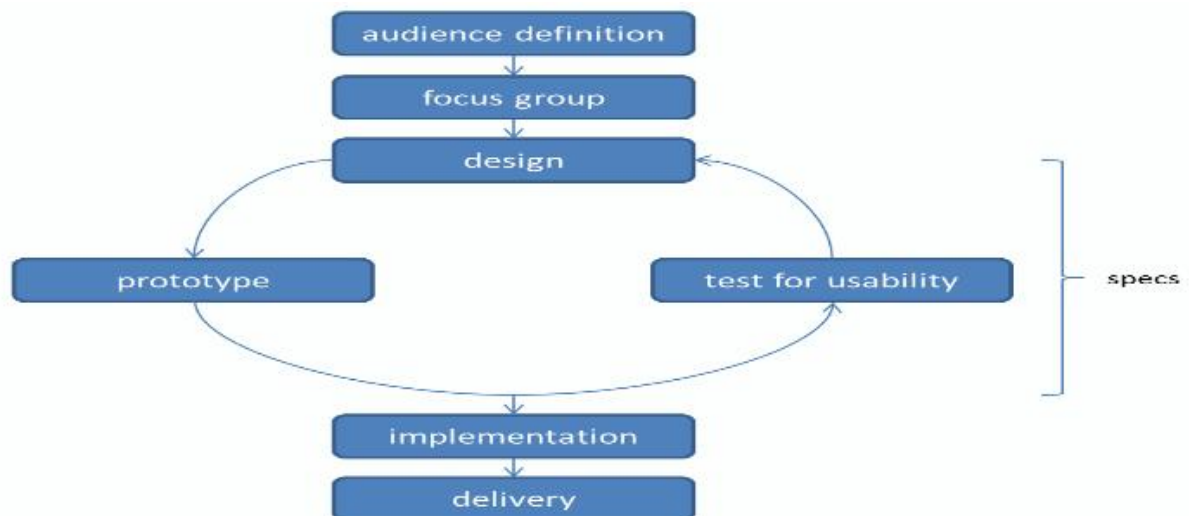 audience definition
focus group
design
prototype
test for usability
specs
implementation
delivery